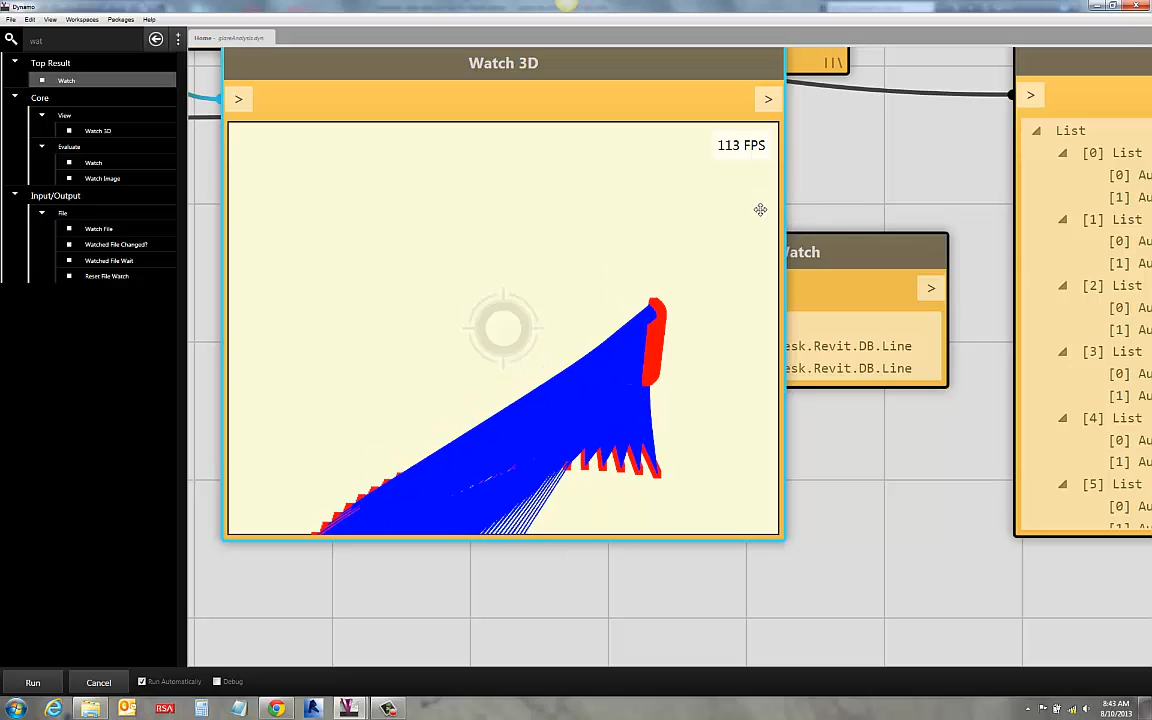 Dynamo
File Edit View Workspaces Packages Help
wat
Home - glareAnalysis.dyn
Top Result
Watch
Core
View
Watch 3D
Evaluate
Watch
Watch Image
Input/Output
File
Watch File
Watched File Changed?
Watched File Wait
Reset File Watch
Watch 3D
>
>
113 FPS
Watch
>
esk.Revit.DB.Line
esk.Revit.DB.Line
>
List
[0] List
[0] Au
[1] Au
[1] List
[0] Au
[1] Au
[2] List
[0] Au
[1] Au
[3] List
[0] Au
[1] Au
[4] List
[0] Au
[1] Au
[5] List
[0] Au
[1] Au
Run
Cancel
Run Automatically
Debug
RSA
8:43 AM
8/10/2013